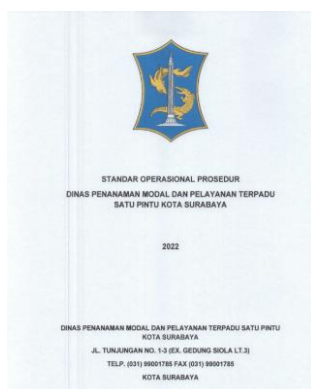 STANDAR OPERASIONAL PROSEDUR
DINAS PENANAMAN MODAL DAN PELAYANAN TERPADU
SATU PINTU KOTA SURABAYA
2022
DINAS PENANAMAN MODAL DAN PELAYANAN TERPADU SATU PINTU
KOTA SURABAYA
JL. TUNJUNGAN NO. 1-3 (EX. GEDUNG SIOLA LT.3)
TELP. (031) 99001785 FAX (031) 99001785
KOTA SURABAYA